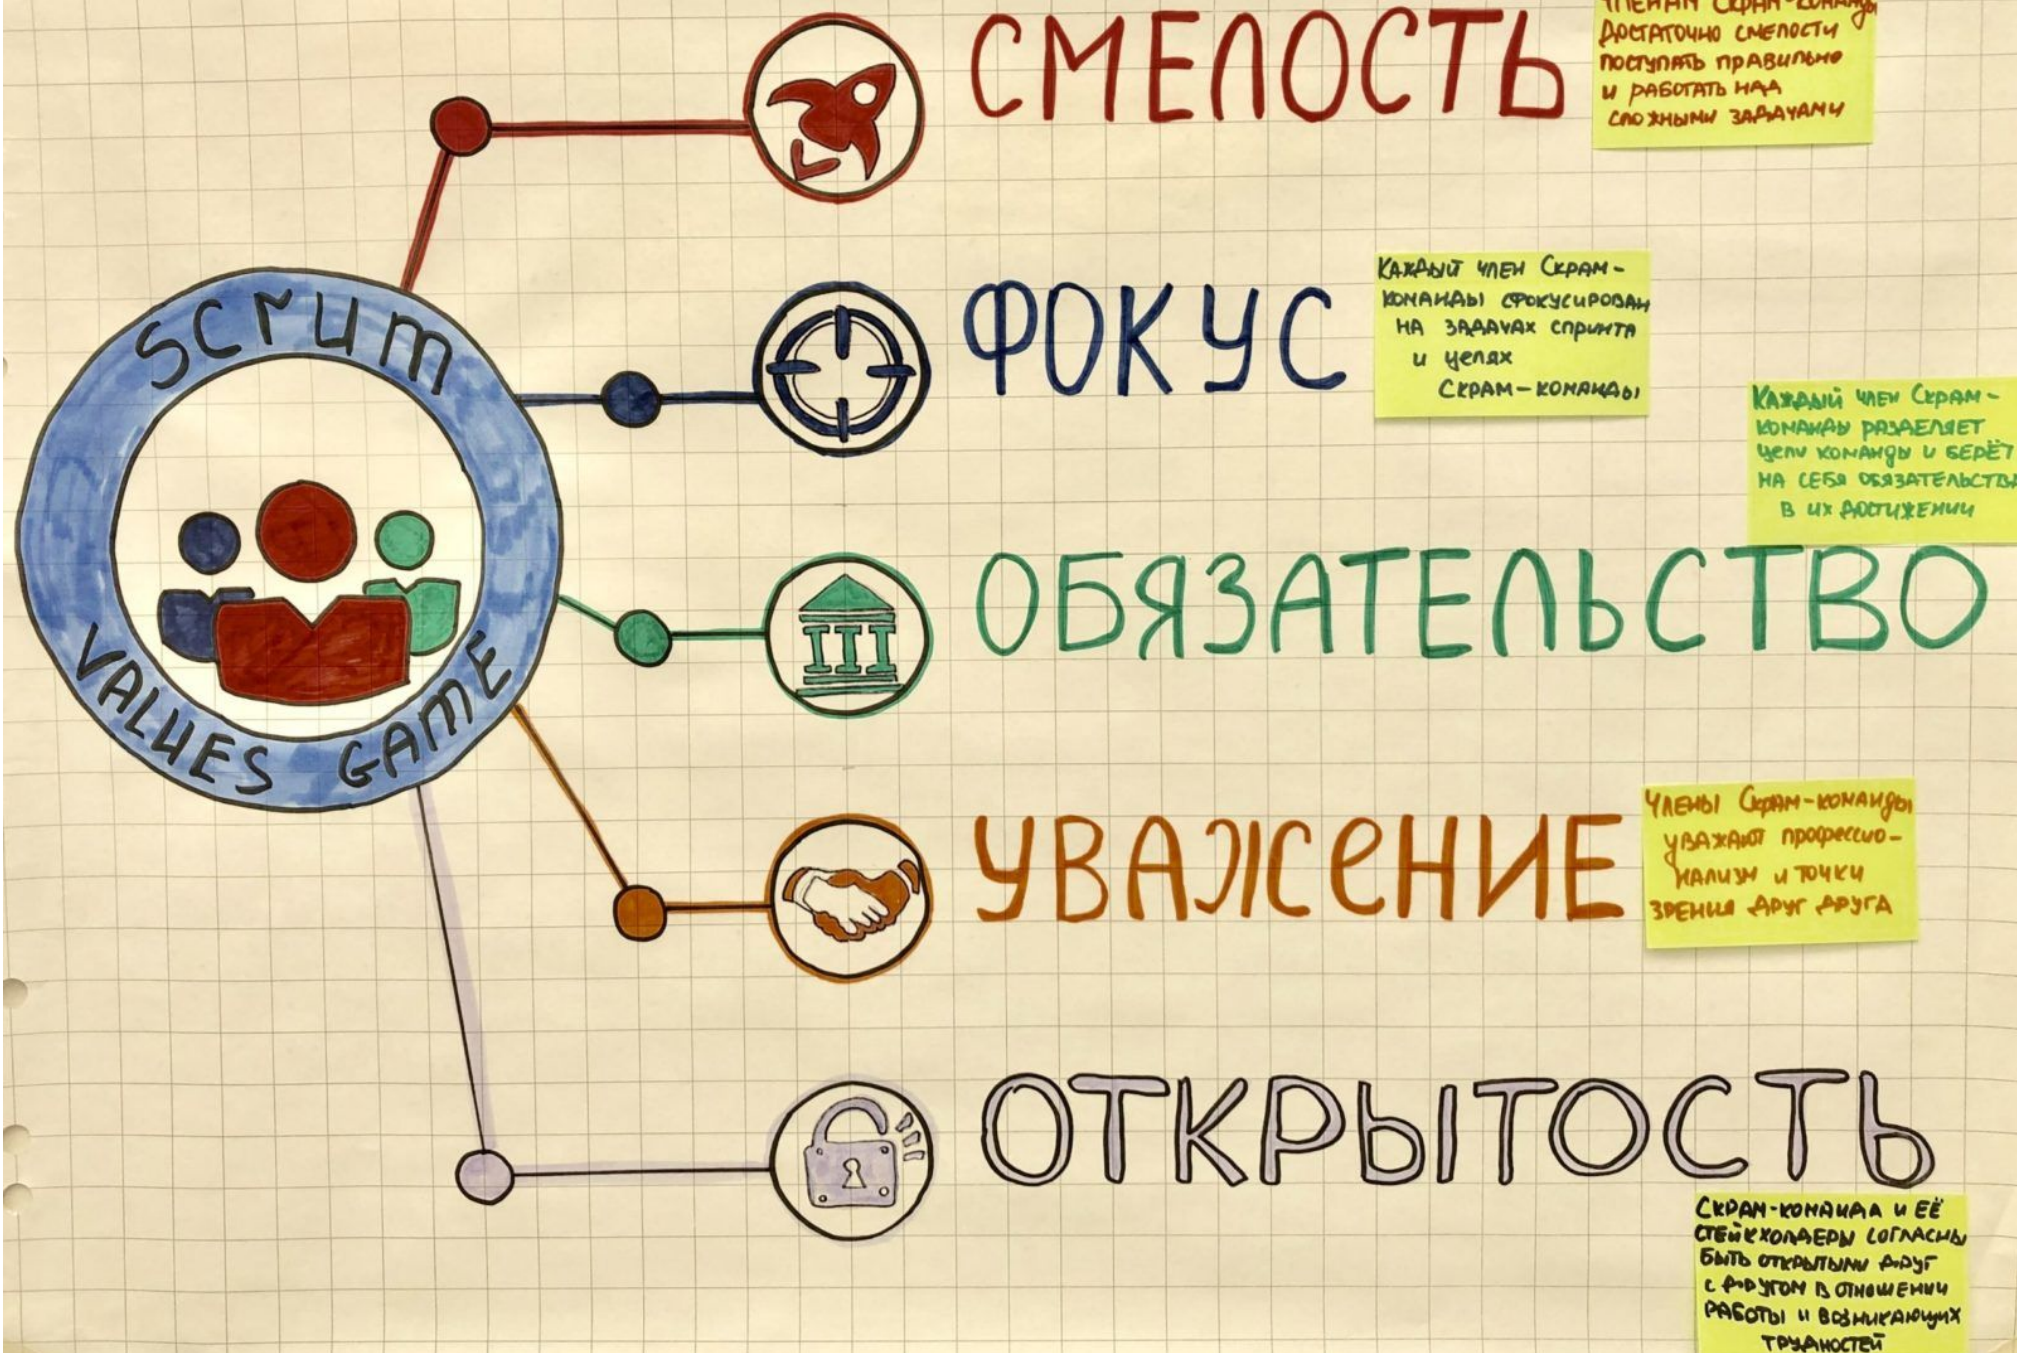 Scrum
VALUES GAME
СМЕЛОСТЬ
Членам Скрам-команды
достаточно смелости
поступать правильно
и работать над
сложными задачами
ФОКУС
Каждый член Скрам-
команды сфокусирован
на задачах спринта
и целях
Скрам-команды
Каждый член Скрам-
команды разделяет
цели команды и берёт
на себя обязательства
в их достижении
ОБЯЗАТЕЛЬСТВО
УВАЖЕНИЕ
Члены Скрам-команды
уважают профессио-
нализм и точки
зрения друг друга
ОТКРЫТОСТЬ
Скрам-команда и её
стейкхолдеры согласны
быть открытыми друг
с другом в отношении
работы и возникающих
трудностей